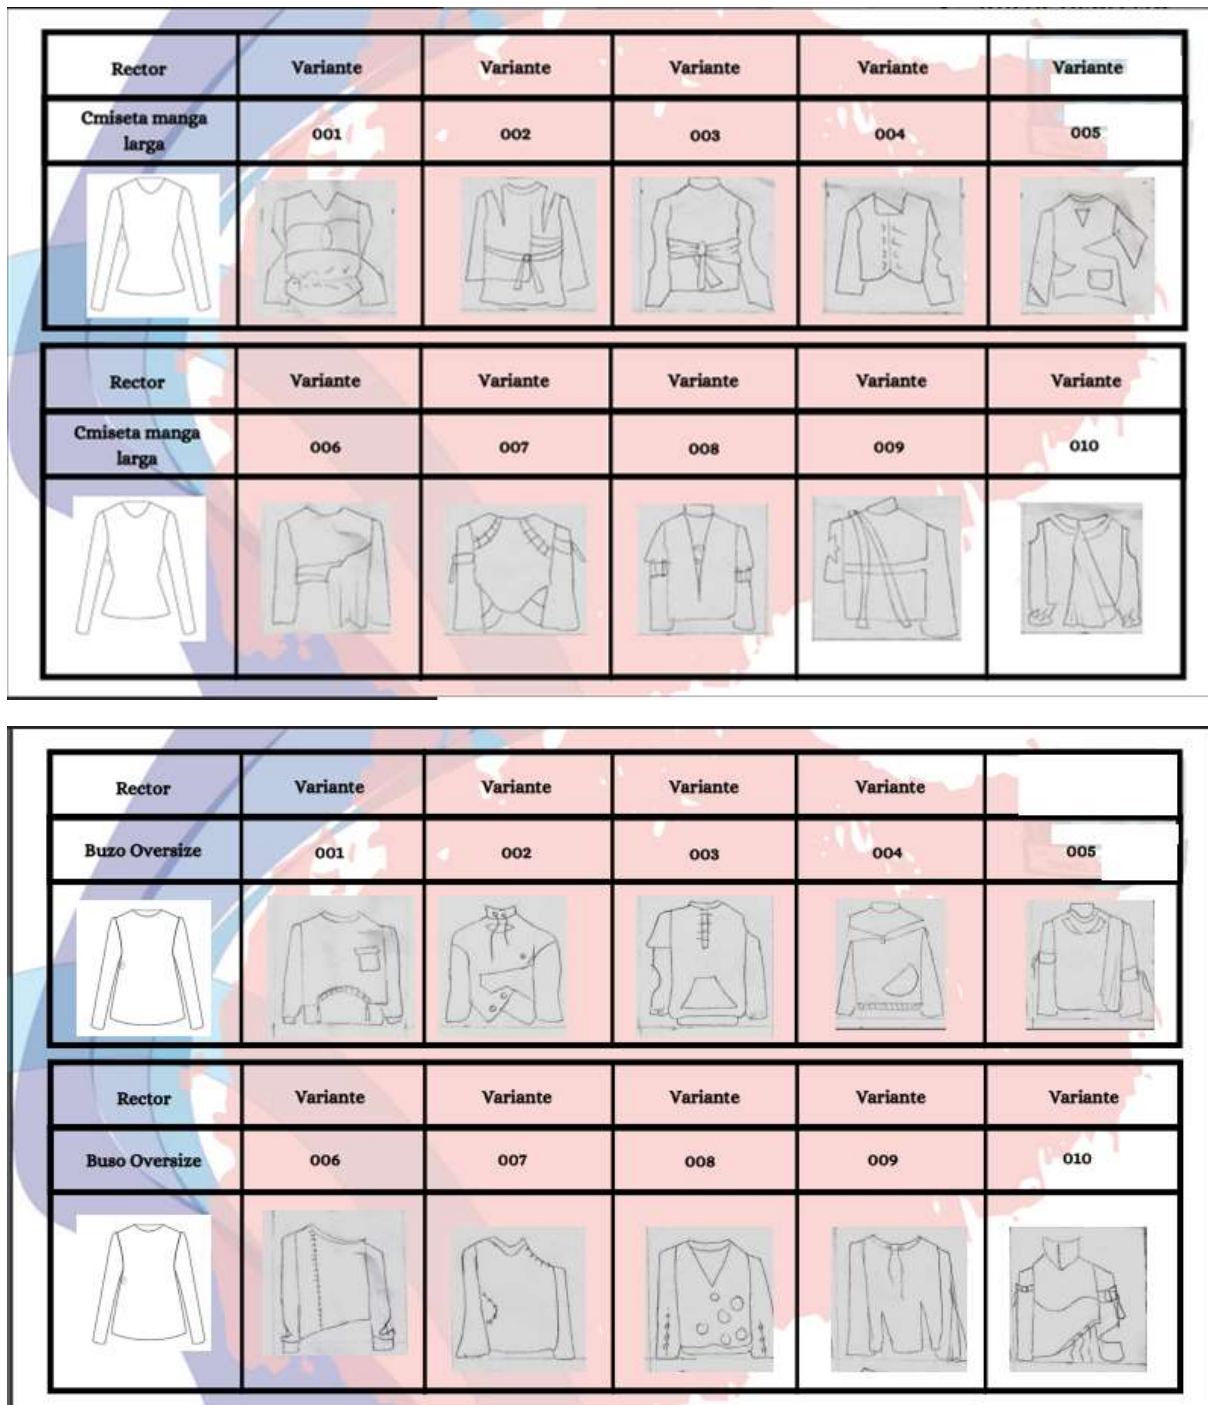 Rector Variante Variante Variante Variante Variante
Cmiseta manga
larga
001 002 003 004 005
Rector Variante Variante Variante Variante Variante
Cmiseta manga
larga
006 007 008 009 010
Rector Variante Variante Variante Variante
Buzo Oversize 001 002 003 004 005
Rector Variante Variante Variante Variante Variante
Buso Oversize 006 007 008 009 010